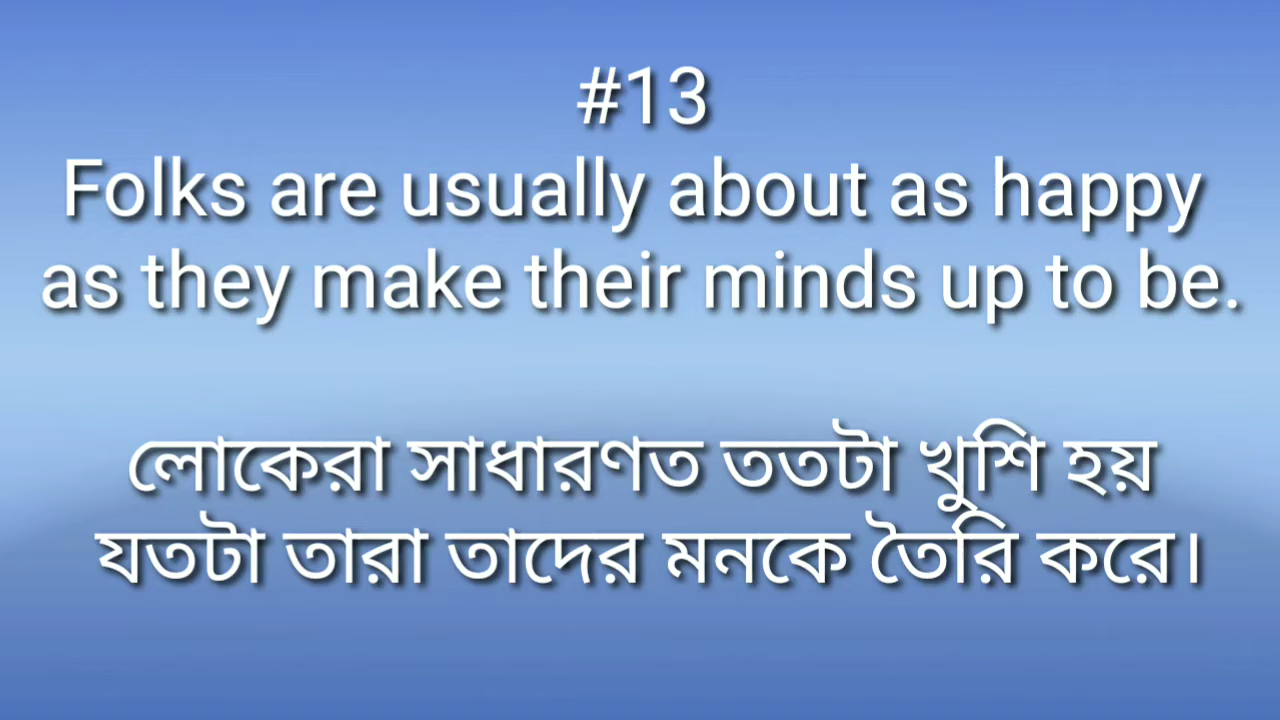 #13
Folks are usually about as happy
as they make their minds up to be.
লোকেরা সাধারণত ততটা খুশি হয়
যতটা তারা তাদের মনকে তৈরি করে।